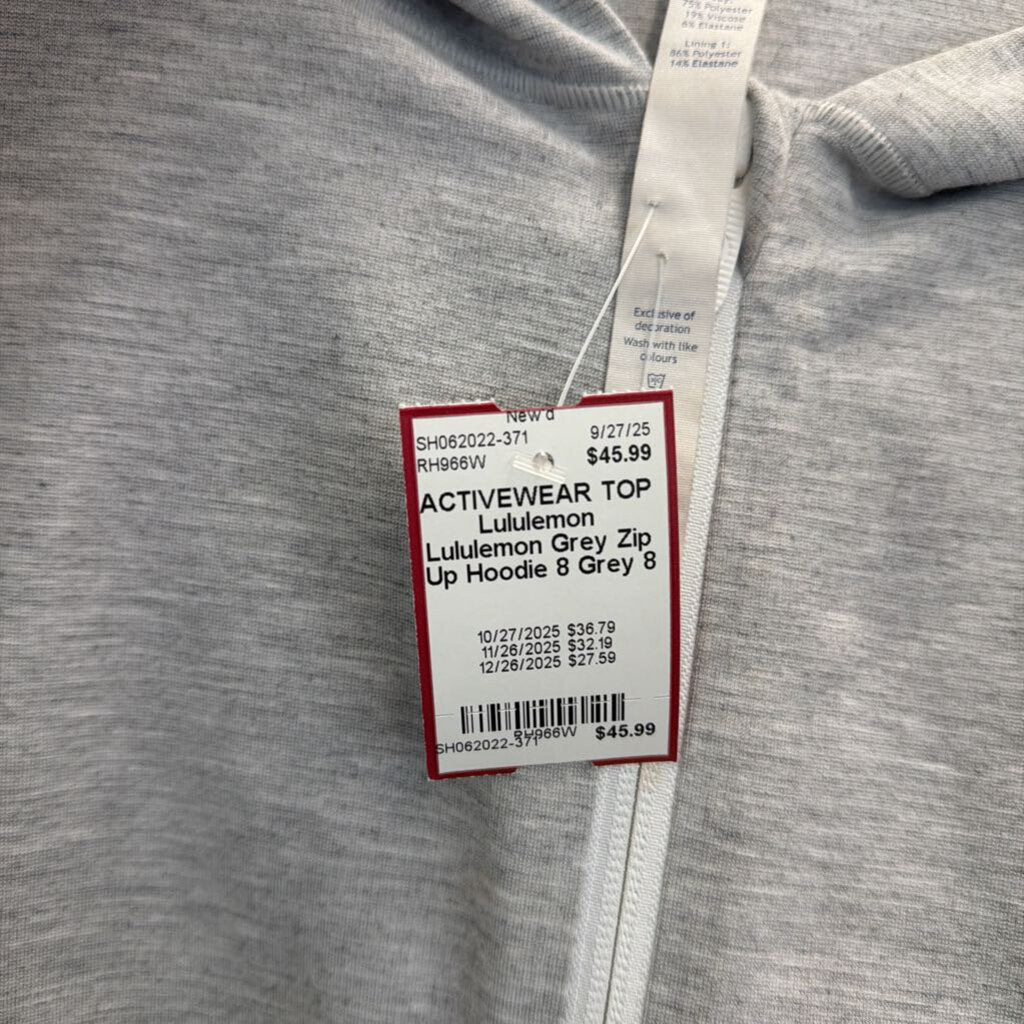 75% Polyester
19% Viscose
6% Elastane
Lining 1:
86% Polyester
14% Elastane
Exclusive of
decoration
Wash with like
colours
New'd
SH062022-371
9/27/25
RH966W
$45.99
ACTIVEWEAR TOP
Lululemon
Lululemon Grey Zip
Up Hoodie 8 Grey 8
10/27/2025 $36.79
11/26/2025 $32.19
12/26/2025 $27.59
RH966W
SH062022-371
$45.99